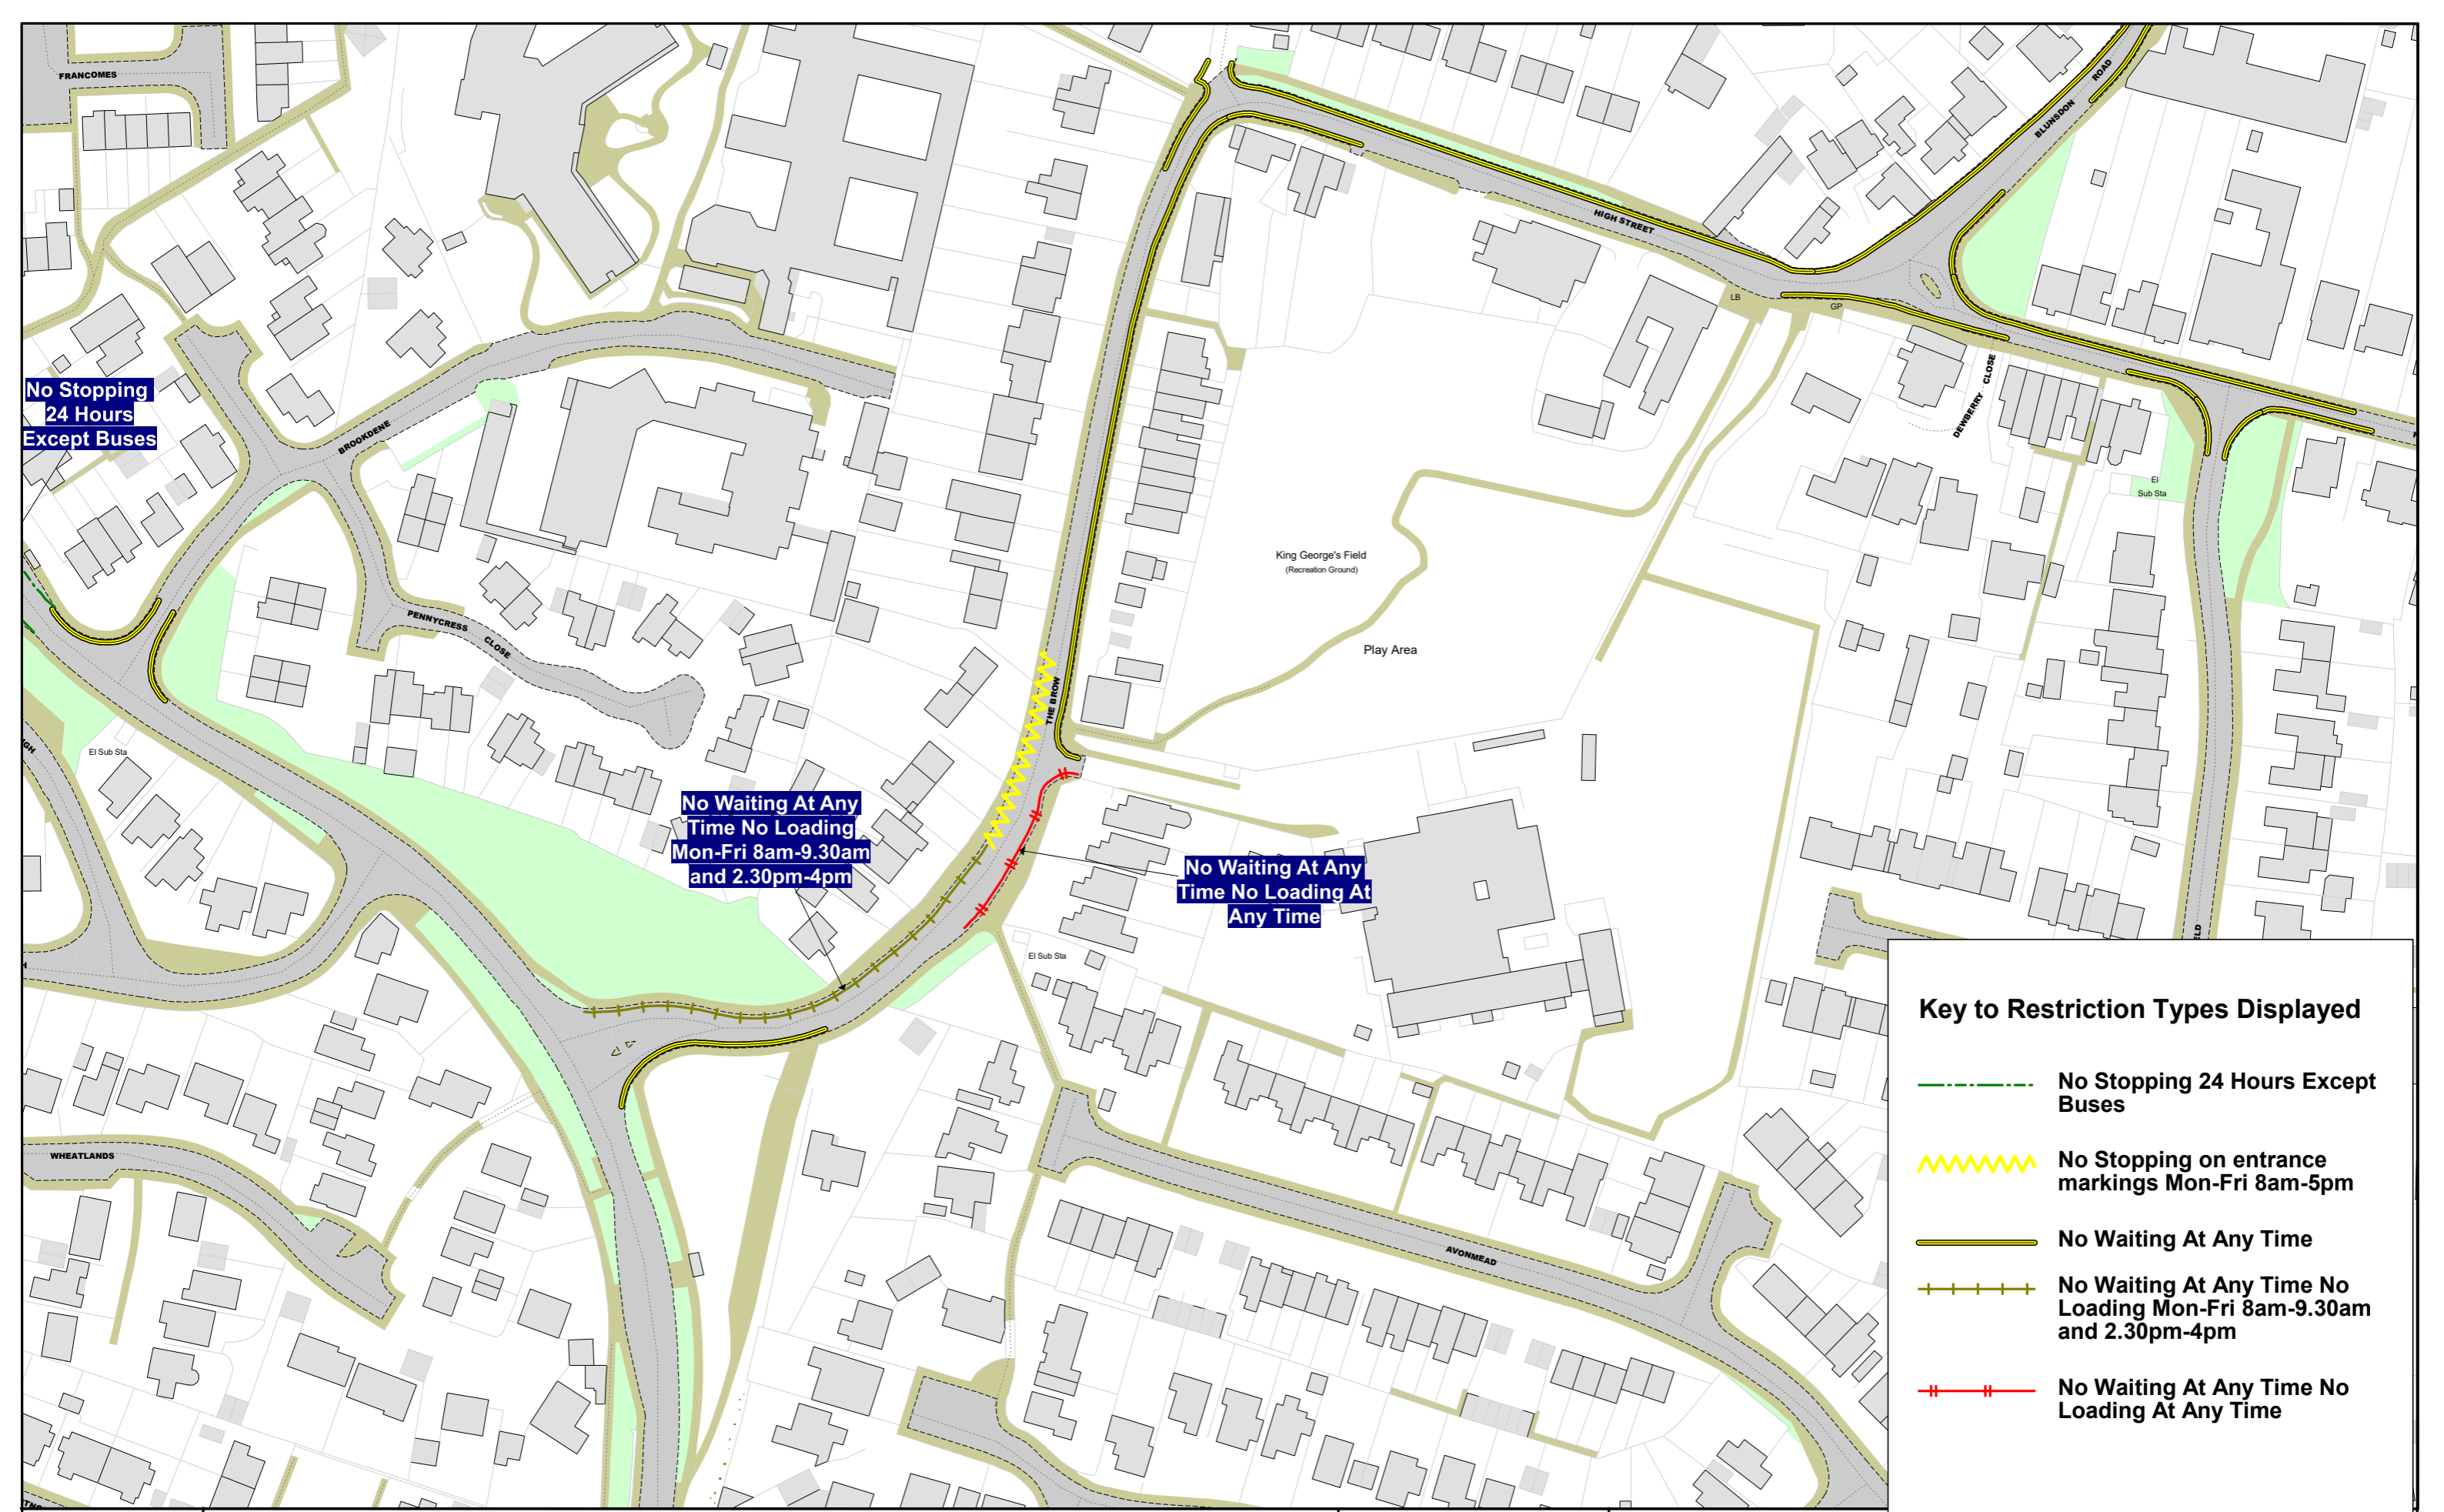 FRANCOMES
ROAD
BLUNSDON
HIGH STREET
LB
GP
DEWBERRY CLOSE
No Stopping
24 Hours
Except Buses
BROOKDENE
El
Sub Sta
King George's Field
(Recreation Ground)
Play Area
PENNYCRESS CLOSE
THE BROW
El Sub Sta
No Waiting At Any
Time No Loading
Mon-Fri 8am-9.30am
and 2.30pm-4pm
No Waiting At Any
Time No Loading At
Any Time
El Sub Sta
WHEATLANDS
AVONMEAD
Key to Restriction Types Displayed
No Stopping 24 Hours Except
Buses
No Stopping on entrance
markings Mon-Fri 8am-5pm
No Waiting At Any Time
No Waiting At Any Time No
Loading Mon-Fri 8am-9.30am
and 2.30pm-4pm
No Waiting At Any Time No
Loading At Any Time